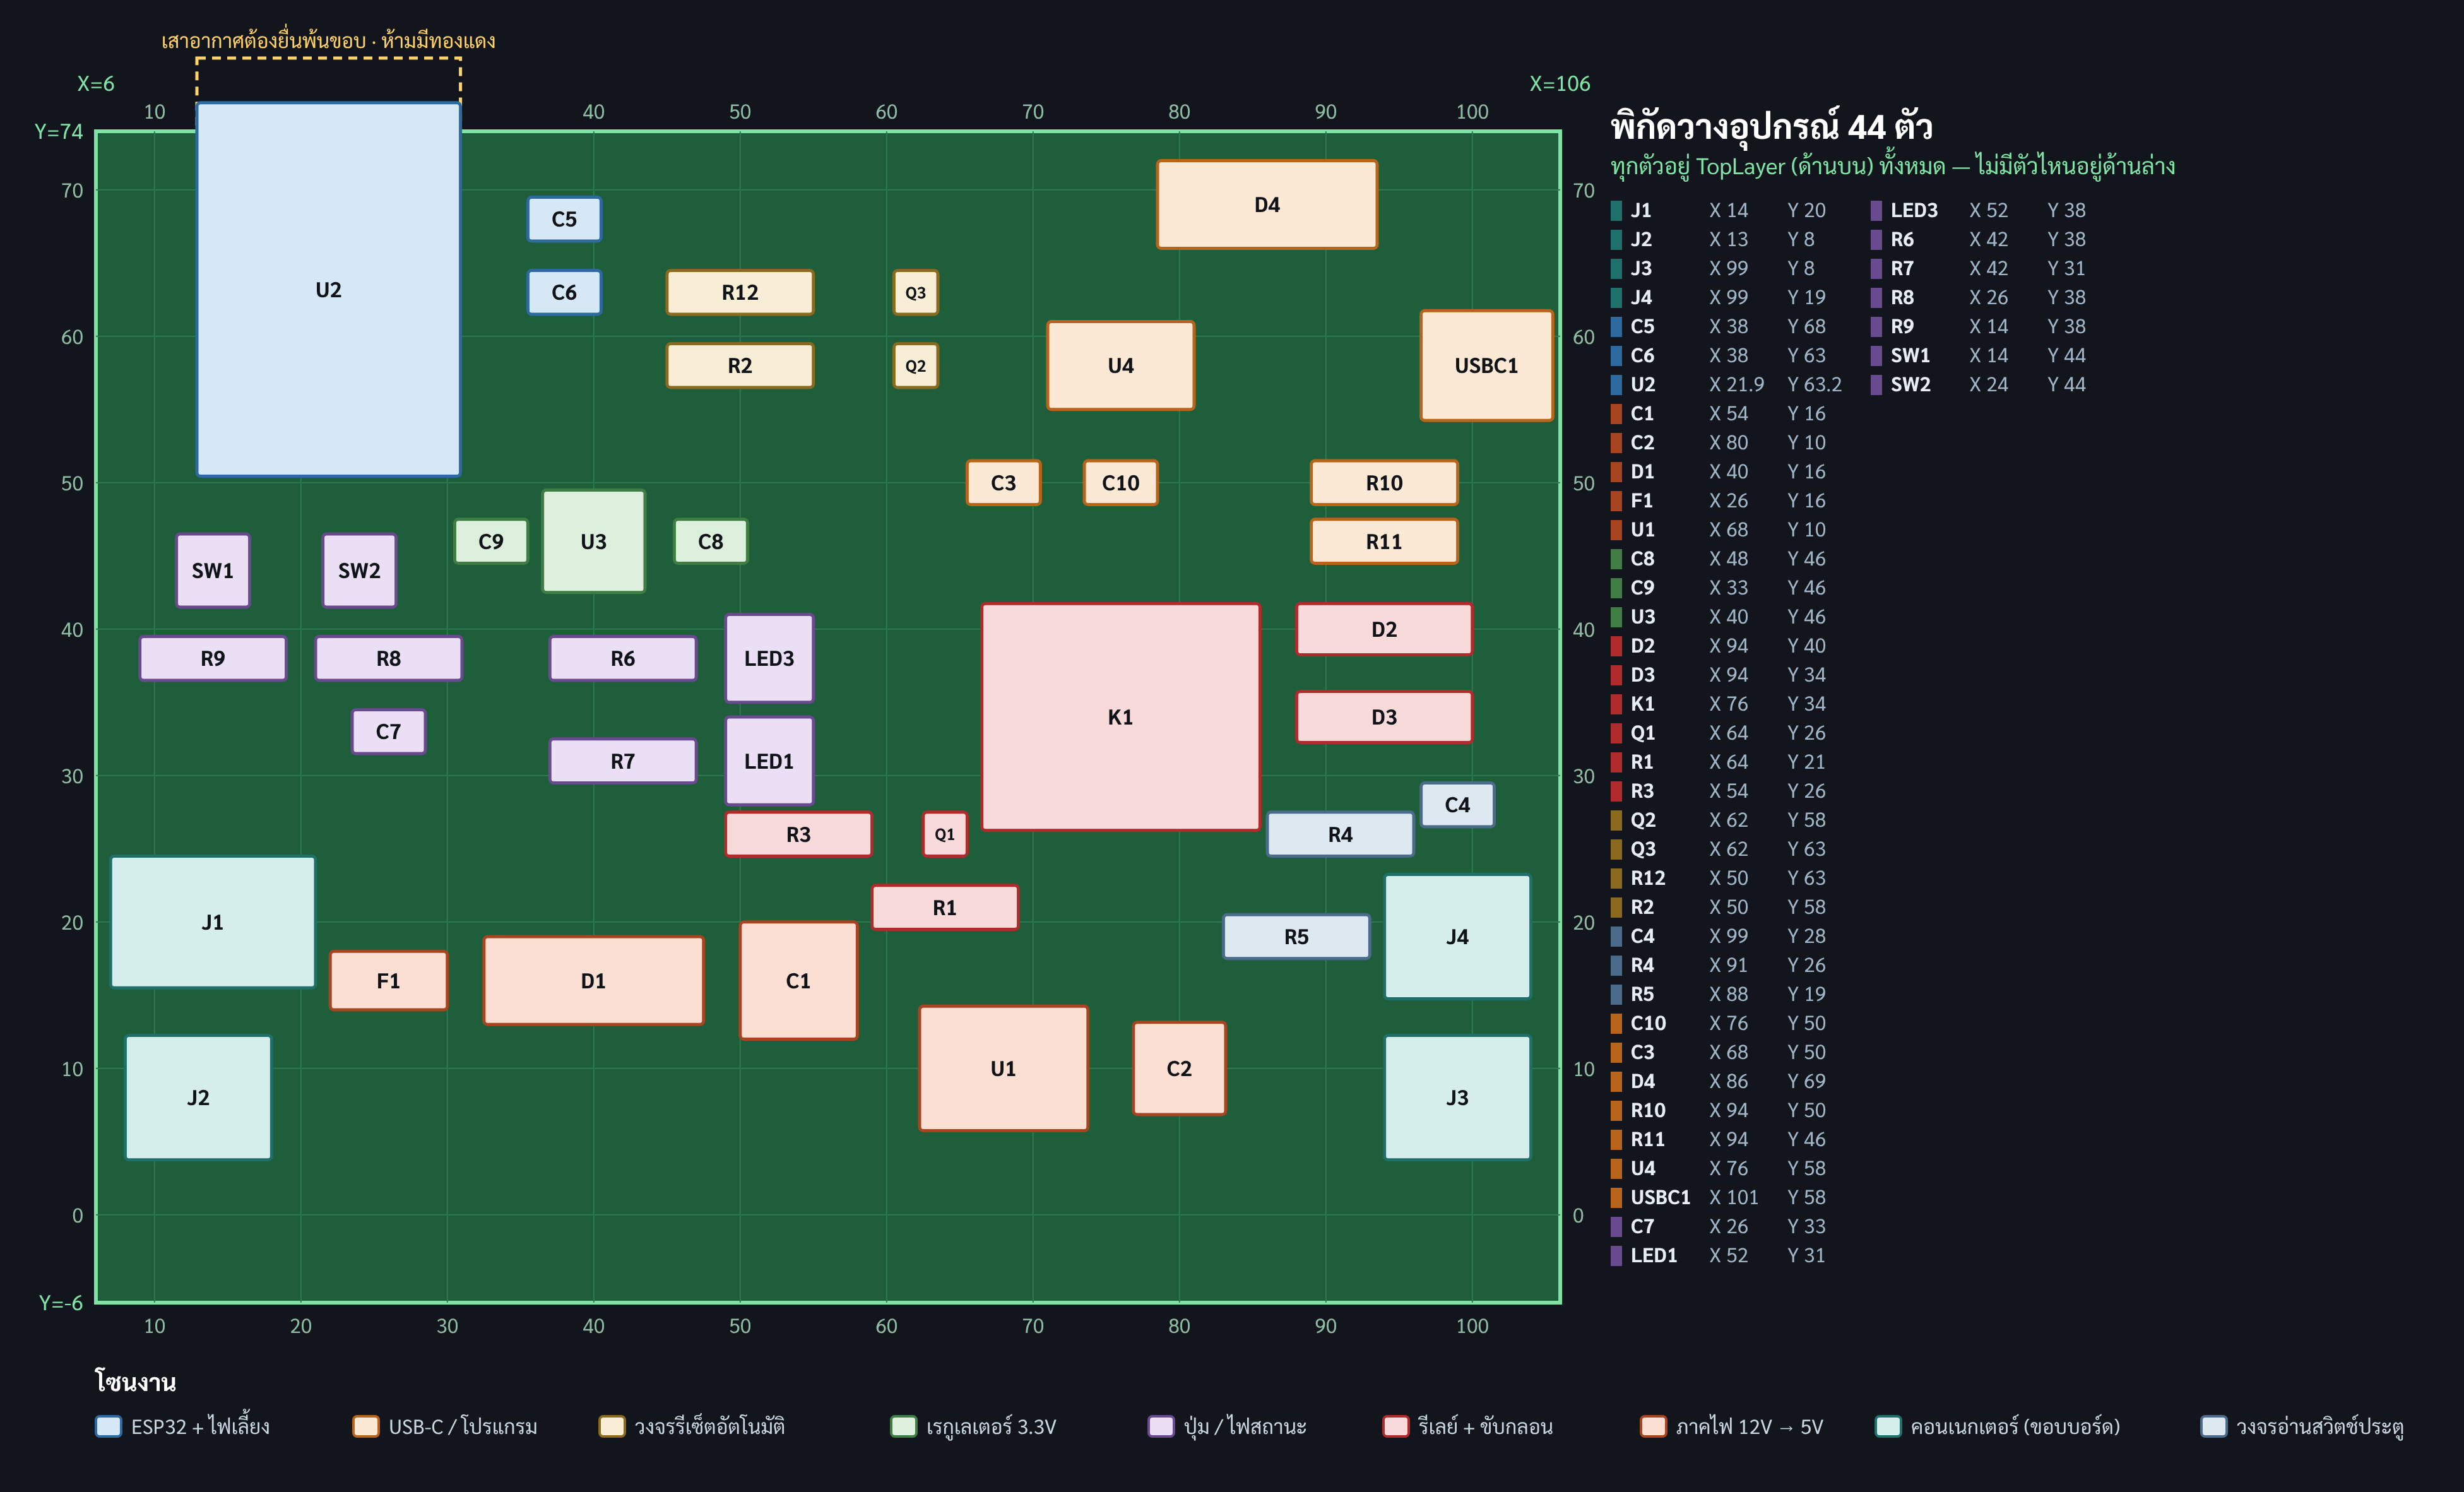 เสาอากาศต้องยื่นพ้นขอบ · ห้ามมีทองแดง
X=6
X=106
10 40 50 60 70 80 90 100
Y=74
70 70
60 60
50 50
40 40
30 30
20 20
10 10
0 0
Y=-6
10 20 30 40 50 60 70 80 90 100
U2
C5
D4
C6
R12
Q3
R2
Q2
U4
USBC1
C3
C10
R10
C9
U3
C8
R11
SW1
SW2
R9
R8
R6
LED3
D2
C7
R7
LED1
K1
D3
R3
Q1
R4
C4
J1
R1
R5
J4
F1
D1
C1
J2
U1
C2
J3
พิกัดวางอุปกรณ์ 44 ตัว
ทุกตัวอยู่ TopLayer (ด้านบน) ทั้งหมด — ไม่มีตัวไหนอยู่ด้านล่าง
J1 X 14 Y 20
J2 X 13 Y 8
J3 X 99 Y 8
J4 X 99 Y 19
C5 X 38 Y 68
C6 X 38 Y 63
U2 X 21.9 Y 63.2
C1 X 54 Y 16
C2 X 80 Y 10
D1 X 40 Y 16
F1 X 26 Y 16
U1 X 68 Y 10
C8 X 48 Y 46
C9 X 33 Y 46
U3 X 40 Y 46
D2 X 94 Y 40
D3 X 94 Y 34
K1 X 76 Y 34
Q1 X 64 Y 26
R1 X 64 Y 21
R3 X 54 Y 26
Q2 X 62 Y 58
Q3 X 62 Y 63
R12 X 50 Y 63
R2 X 50 Y 58
C4 X 99 Y 28
R4 X 91 Y 26
R5 X 88 Y 19
C10 X 76 Y 50
C3 X 68 Y 50
D4 X 86 Y 69
R10 X 94 Y 50
R11 X 94 Y 46
U4 X 76 Y 58
USBC1 X 101 Y 58
C7 X 26 Y 33
LED1 X 52 Y 31
LED3 X 52 Y 38
R6 X 42 Y 38
R7 X 42 Y 31
R8 X 26 Y 38
R9 X 14 Y 38
SW1 X 14 Y 44
SW2 X 24 Y 44
โซนงาน
ESP32 + ไฟเลี้ยง
USB-C / โปรแกรม
วงจรรีเซ็ตอัตโนมัติ
เรกูเลเตอร์ 3.3V
ปุ่ม / ไฟสถานะ
รีเลย์ + ขับกลอน
ภาคไฟ 12V → 5V
คอนเนกเตอร์ (ขอบบอร์ด)
วงจรอ่านสวิตช์ประตู